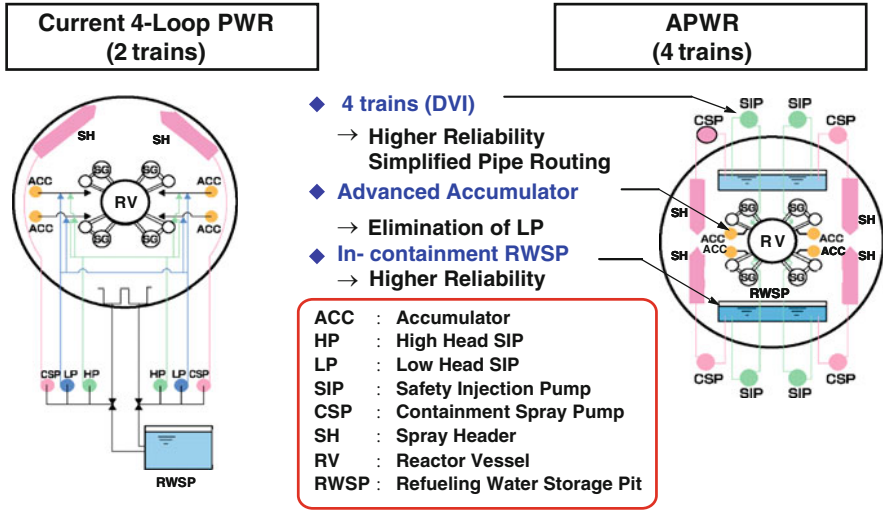 Current 4-Loop PWR
(2 trains)
APWR
(4 trains)
SH
SH
ACC
SG
SG
ACC
RV
ACC
SG
SG
ACC
CSP LP HP
HP LP CSP
RWSP
◆ 4 trains (DVI)
→ Higher Reliability
Simplified Pipe Routing
◆ Advanced Accumulator
→ Elimination of LP
◆ In- containment RWSP
→ Higher Reliability
ACC : Accumulator
HP : High Head SIP
LP : Low Head SIP
SIP : Safety Injection Pump
CSP : Containment Spray Pump
SH : Spray Header
RV : Reactor Vessel
RWSP : Refueling Water Storage Pit
SIP SIP
CSP CSP
SH SH
SG SG
ACC RV ACC
ACC ACC
SH SH
SG SG
RWSP
CSP CSP
SIP SIP